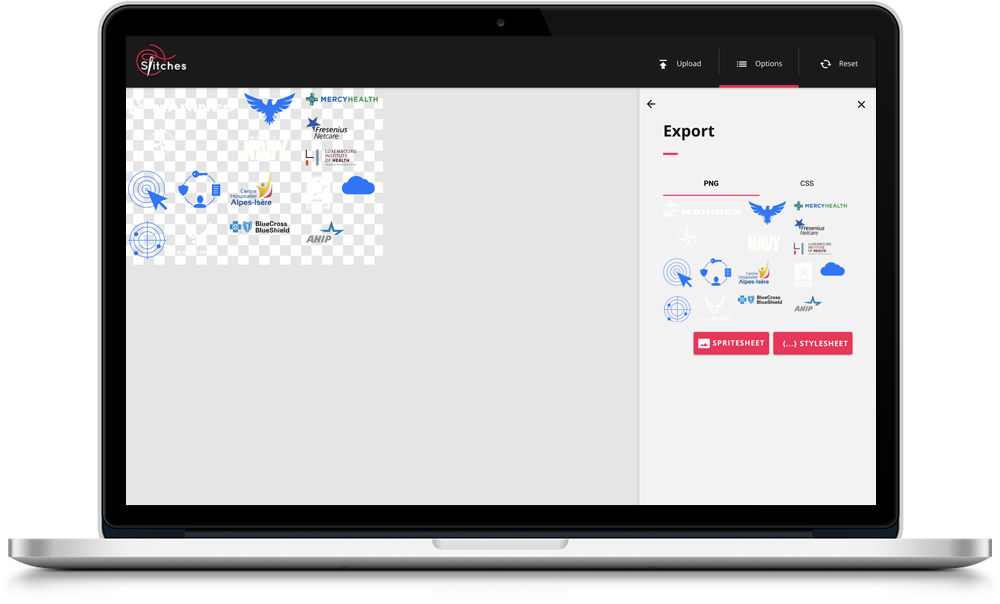 Stitches
Upload
Options
Reset
MERCYHEALTH
Fresenius
Netcare
NAVY
LUXEMBOURG
INSTITUTE
OF HEALTH
Centre
Hospitalier
Alpes-Isère
BlueCross
BlueShield
AHIP
Export
PNG
CSS
MARINES
MERCYHEALTH
Fresenius
Netcare
NAVY
LUXEMBOURG
INSTITUTE
OF HEALTH
Centre
Hospitalier
Alpes-Isère
BlueCross
BlueShield
AHIP
SPRITESHEET
{...} STYLESHEET